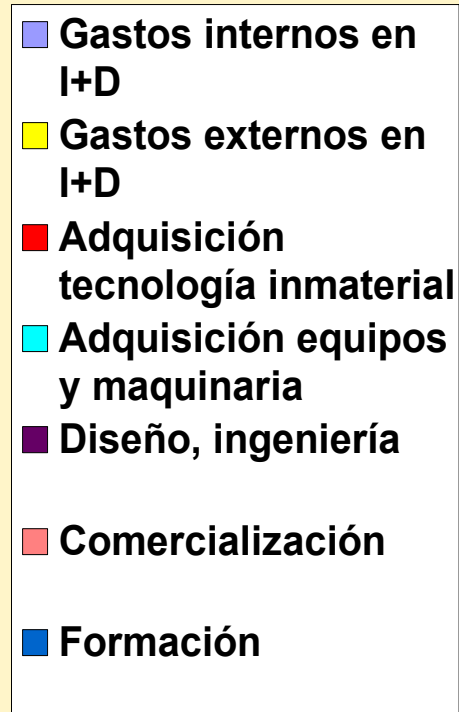 Gastos internos en
I+D
Gastos externos en
I+D
Adquisición
tecnología inmaterial
Adquisición equipos
y maquinaria
Diseño, ingeniería
Comercialización
Formación